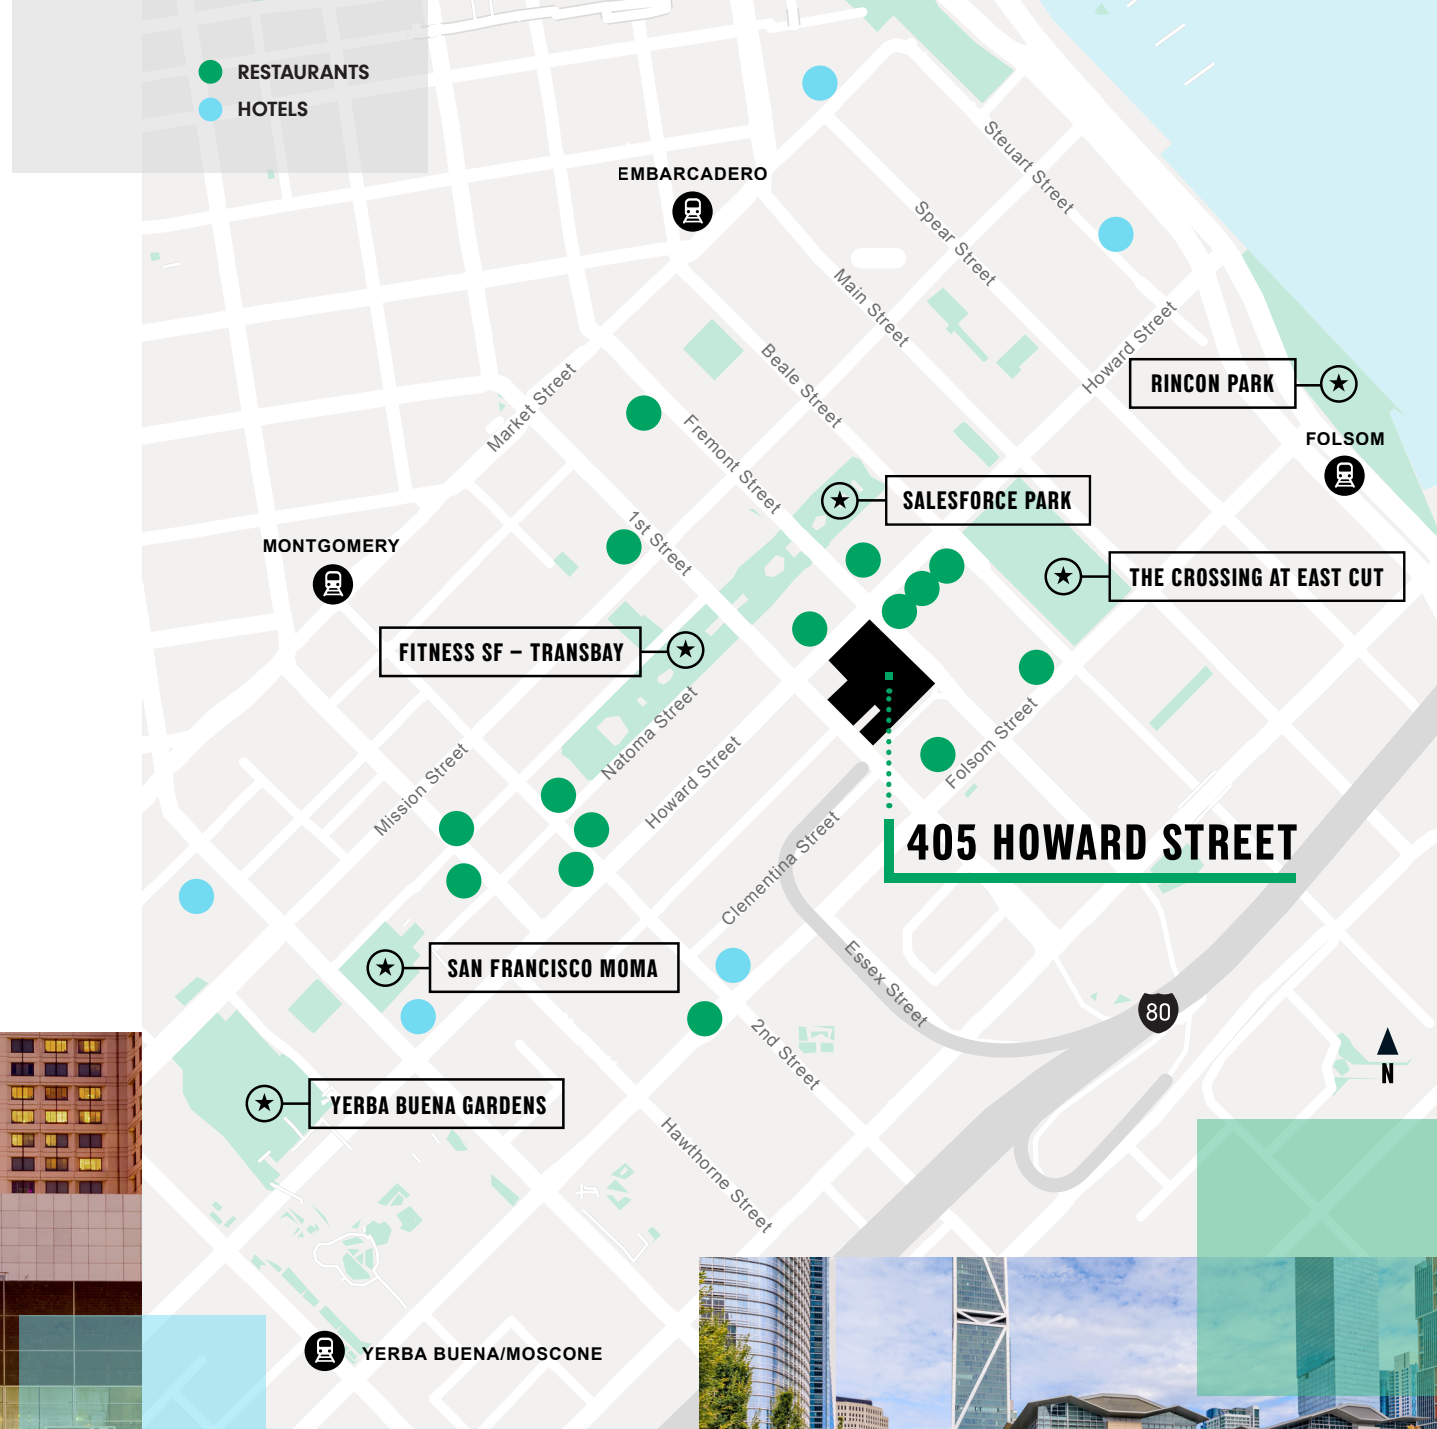 RESTAURANTS
HOTELS
EMBARCADERO
Steuart Street
Spear Street
Main Street
Howard Street
Beale Street
RINCON PARK
Market Street
Fremont Street
FOLSOM
SALESFORCE PARK
1st Street
MONTGOMERY
THE CROSSING AT EAST CUT
FITNESS SF – TRANSBAY
Natoma Street
Folsom Street
Mission Street
Howard Street
405 HOWARD STREET
Clementina Street
SAN FRANCISCO MOMA
Essex Street
80
2nd Street
N
YERBA BUENA GARDENS
Hawthorne Street
YERBA BUENA/MOSCONE